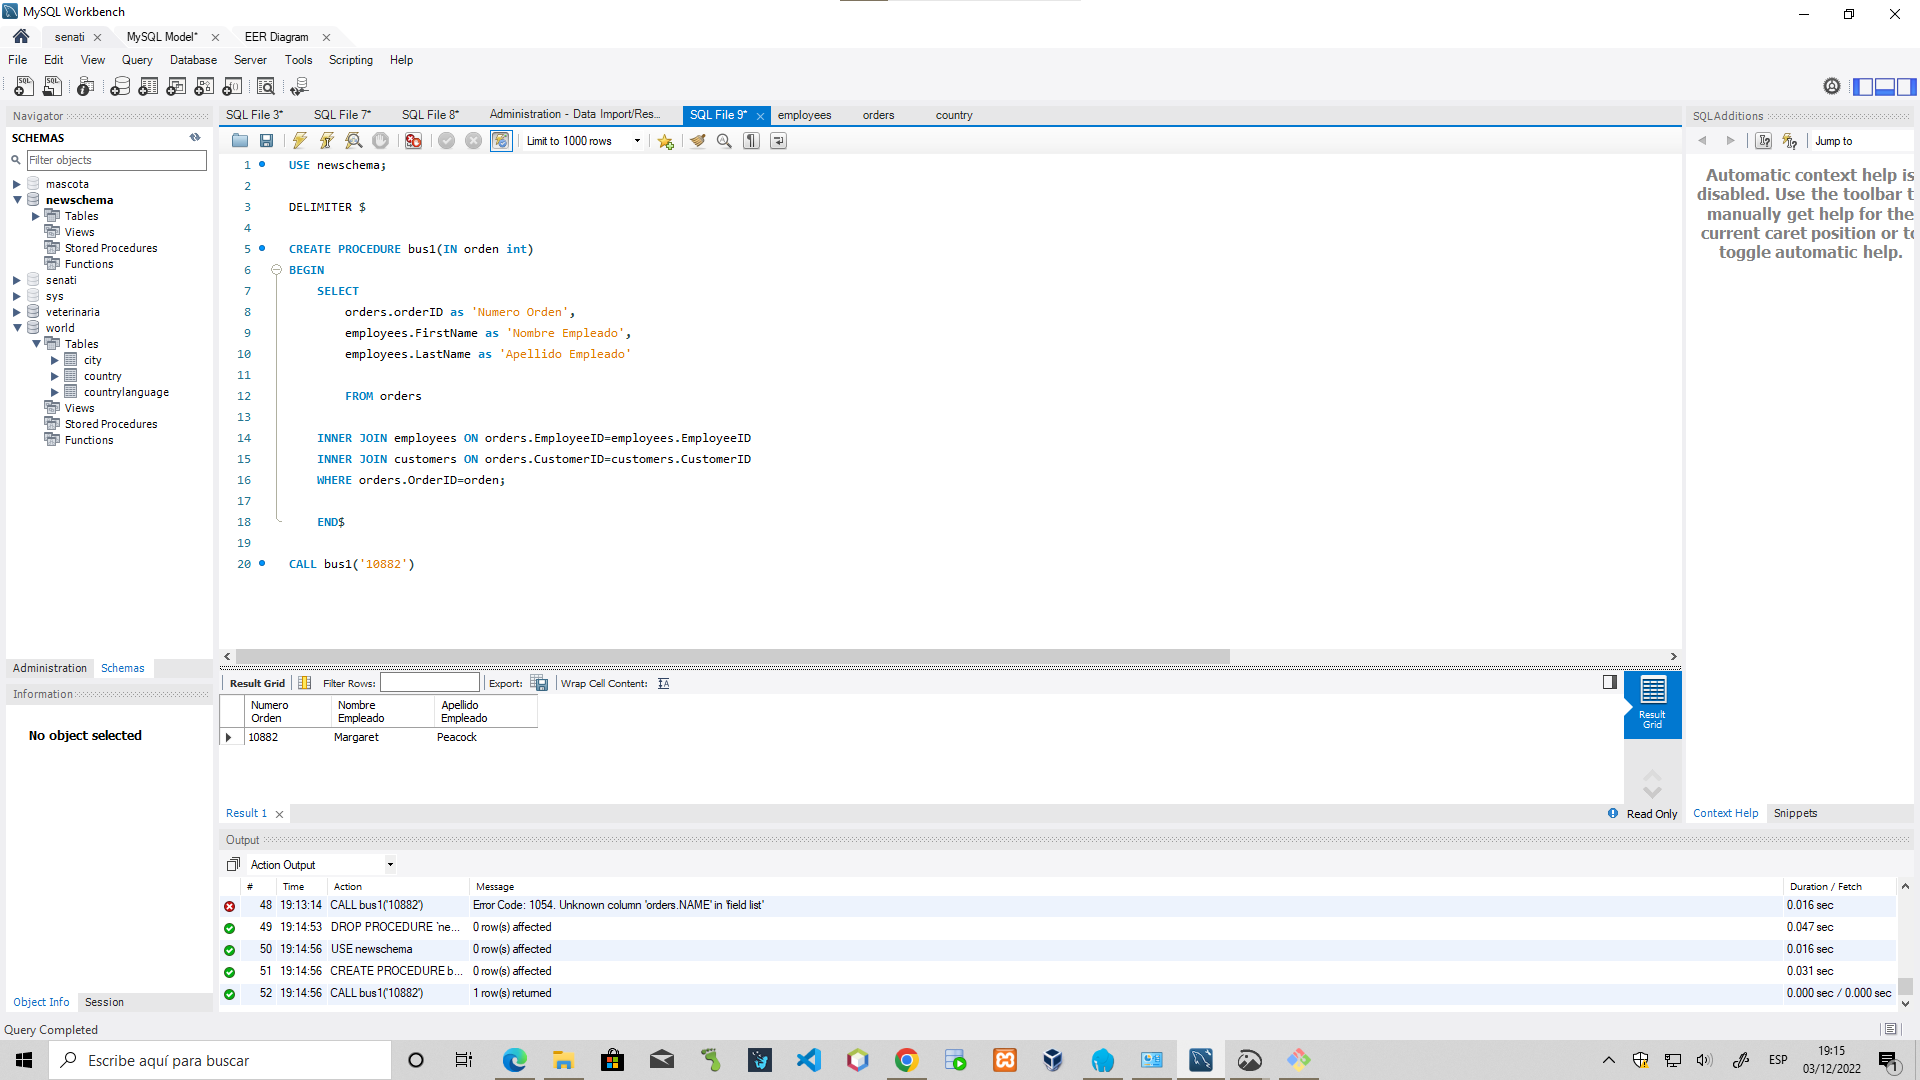 MySQL Workbench
senati
MySQL Model*
EER Diagram
File Edit View Query Database Server Tools Scripting Help
Navigator
SCHEMAS
Filter objects
mascota
newschema
Tables
Views
Stored Procedures
Functions
senati
sys
veterinaria
world
Tables
city
country
countrylanguage
Views
Stored Procedures
Functions
Administration Schemas
Information
No object selected
Object Info Session
SQL File 3* SQL File 7* SQL File 8* Administration - Data Import/Res... SQL File 9* employees orders country
Limit to 1000 rows
1 USE newschema;
2
3 DELIMITER $
4
5 CREATE PROCEDURE bus1(IN orden int)
6 BEGIN
7 SELECT
8 orders.orderID as 'Numero Orden',
9 employees.FirstName as 'Nombre Empleado',
10 employees.LastName as 'Apellido Empleado'
11
12 FROM orders
13
14 INNER JOIN employees ON orders.EmployeeID=employees.EmployeeID
15 INNER JOIN customers ON orders.CustomerID=customers.CustomerID
16 WHERE orders.OrderID=orden;
17
18 END$
19
20 CALL bus1('10882')
Result Grid Filter Rows: Export: Wrap Cell Content:
Numero Orden Nombre Empleado Apellido Empleado
10882 Margaret Peacock
Result Grid
Result 1
Read Only
SQLAdditions
Jump to
Automatic context help is
disabled. Use the toolbar t
manually get help for the
current caret position or to
toggle automatic help.
Context Help Snippets
Output
Action Output
# Time Action Message Duration / Fetch
48 19:13:14 CALL bus1('10882') Error Code: 1054. Unknown column 'orders.NAME' in 'field list' 0.016 sec
49 19:14:53 DROP PROCEDURE `ne... 0 row(s) affected 0.047 sec
50 19:14:56 USE newschema 0 row(s) affected 0.016 sec
51 19:14:56 CREATE PROCEDURE b... 0 row(s) affected 0.031 sec
52 19:14:56 CALL bus1('10882') 1 row(s) returned 0.000 sec / 0.000 sec
Query Completed
Escribe aquí para buscar
ESP
19:15
03/12/2022
1